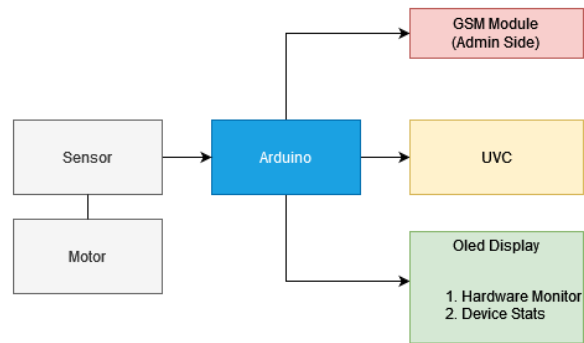 GSM Module
(Admin Side)
Sensor
Arduino
UVC
Motor
Oled Display
1. Hardware Monitor
2. Device Stats